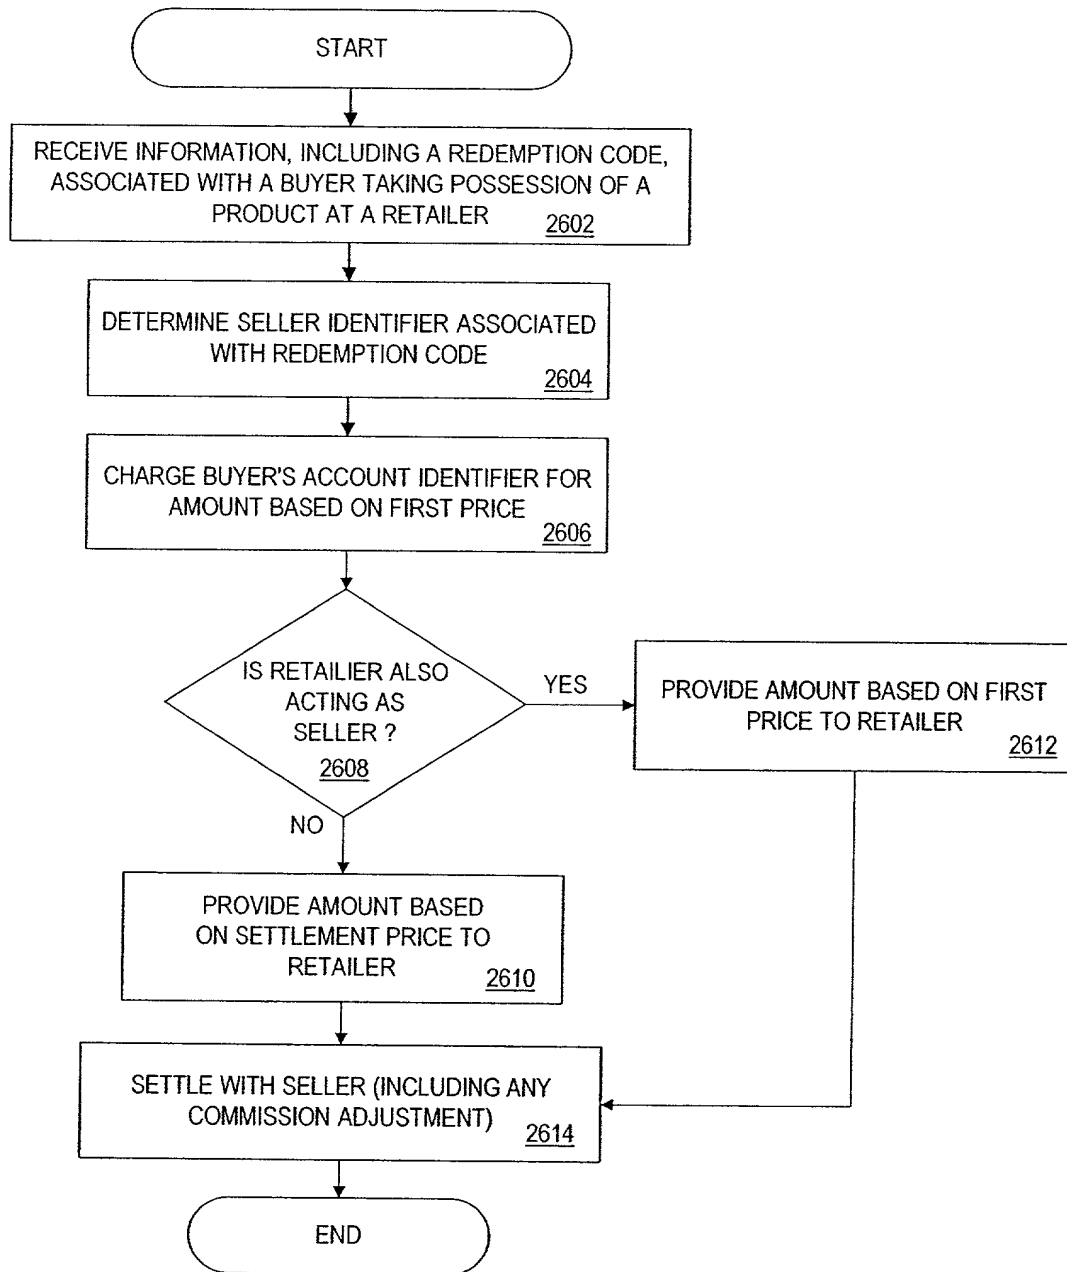 START
RECEIVE INFORMATION, INCLUDING A REDEMPTION CODE,
ASSOCIATED WITH A BUYER TAKING POSSESSION OF A
PRODUCT AT A RETAILER
2602
DETERMINE SELLER IDENTIFIER ASSOCIATED
WITH REDEMPTION CODE
2604
CHARGE BUYER'S ACCOUNT IDENTIFIER FOR
AMOUNT BASED ON FIRST PRICE
2606
IS RETAILIER ALSO
ACTING AS
SELLER ?
2608
YES
PROVIDE AMOUNT BASED ON FIRST
PRICE TO RETAILER
2612
NO
PROVIDE AMOUNT BASED
ON SETTLEMENT PRICE TO
RETAILER
2610
SETTLE WITH SELLER (INCLUDING ANY
COMMISSION ADJUSTMENT)
2614
END